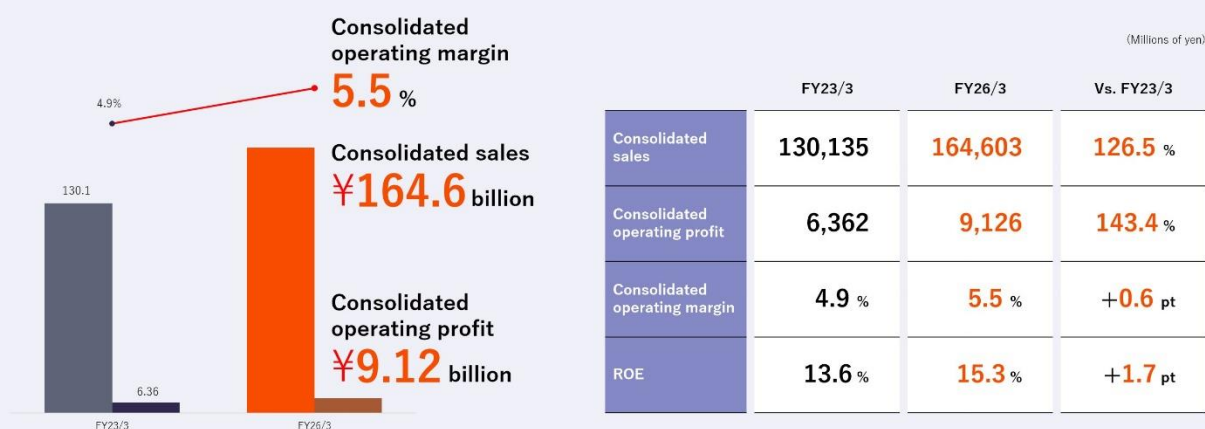 Consolidated
operating margin
5.5 %
4.9%
Consolidated sales
¥164.6 billion
130.1
Consolidated
operating profit
¥9.12 billion
6.36
FY23/3
FY26/3
(Millions of yen)
FY23/3 FY26/3 Vs. FY23/3
Consolidated
sales
130,135 164,603 126.5 %
Consolidated
operating profit
6,362 9,126 143.4 %
Consolidated
operating margin
4.9 % 5.5 % +0.6 pt
ROE 13.6 % 15.3 % +1.7 pt